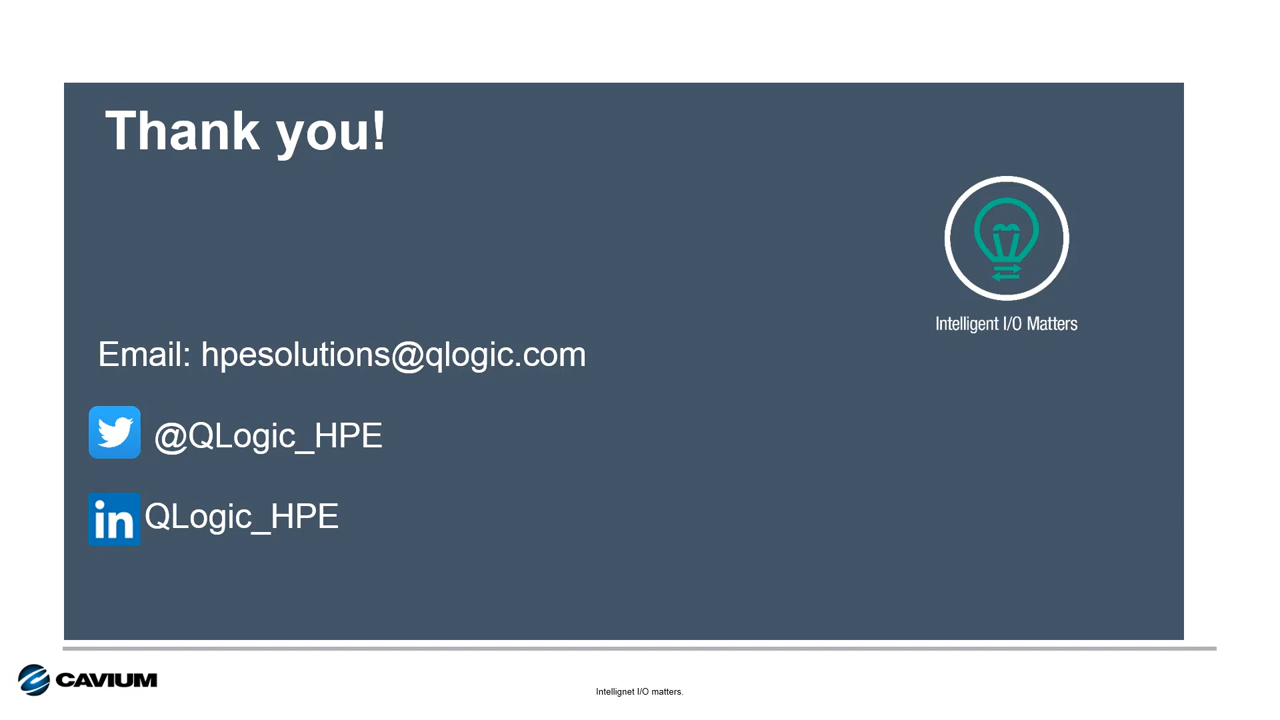 Thank you!
Intelligent I/O Matters
Email: hpesolutions@qlogic.com
@QLogic_HPE
in QLogic_HPE
CAVIUM
Intellignet I/O matters.